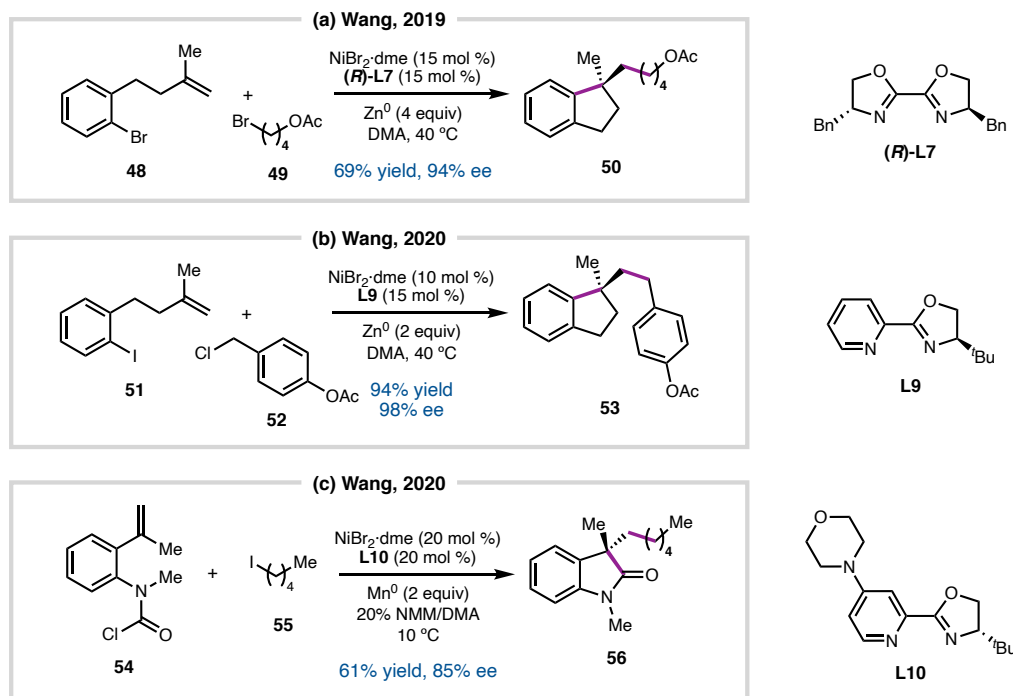 (a) Wang, 2019
Me
Br
48
+
Br
OAc
4
49
NiBr2·dme (15 mol %)
(R)-L7 (15 mol %)
Zn0 (4 equiv)
DMA, 40 ºC
69% yield, 94% ee
Me
OAc
4
50
O
O
N
N
Bn
Bn
(R)-L7
(b) Wang, 2020
Me
I
51
+
Cl
OAc
52
NiBr2·dme (10 mol %)
L9 (15 mol %)
Zn0 (2 equiv)
DMA, 40 ºC
94% yield
98% ee
Me
OAc
53
O
N
N
tBu
L9
(c) Wang, 2020
Me
Me
N
Cl
O
54
+
I
Me
4
55
NiBr2·dme (20 mol %)
L10 (20 mol %)
Mn0 (2 equiv)
20% NMM/DMA
10 ºC
61% yield, 85% ee
Me
Me
4
O
N
Me
56
O
N
O
N
N
tBu
L10